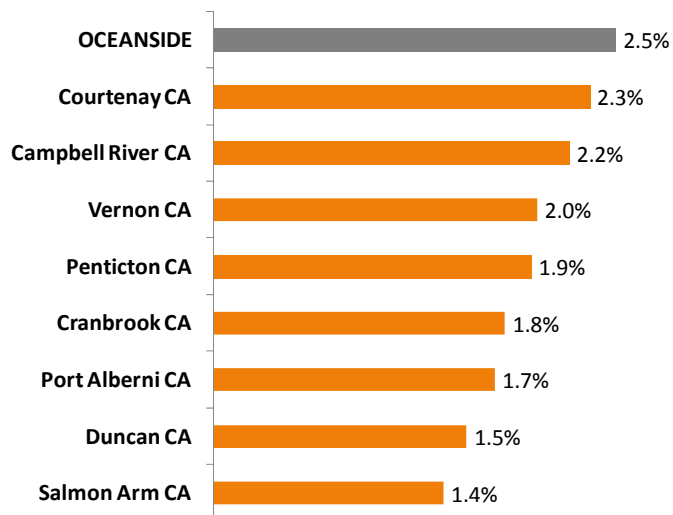 OCEANSIDE 2.5%
Courtenay CA 2.3%
Campbell River CA 2.2%
Vernon CA 2.0%
Penticton CA 1.9%
Cranbrook CA 1.8%
Port Alberni CA 1.7%
Duncan CA 1.5%
Salmon Arm CA 1.4%